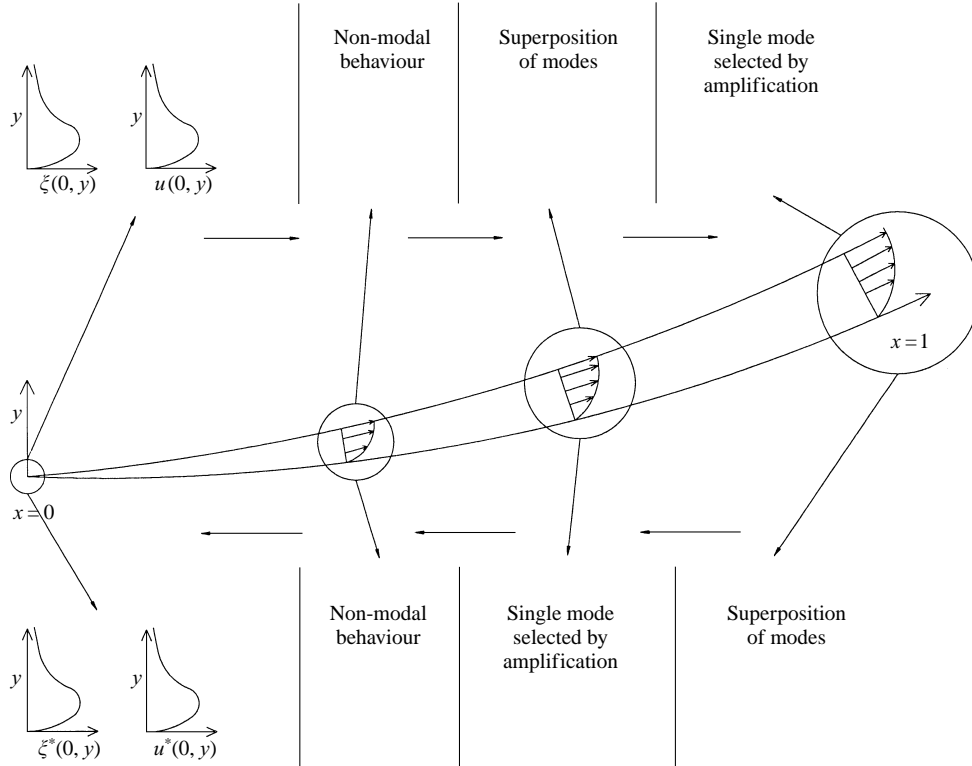 Non-modal
behaviour
Superposition
of modes
Single mode
selected by
amplification
y
y
ξ(0, y)
u(0, y)
y
x=0
x=1
Non-modal
behaviour
Single mode
selected by
amplification
Superposition
of modes
y
y
ξ*(0, y)
u*(0, y)